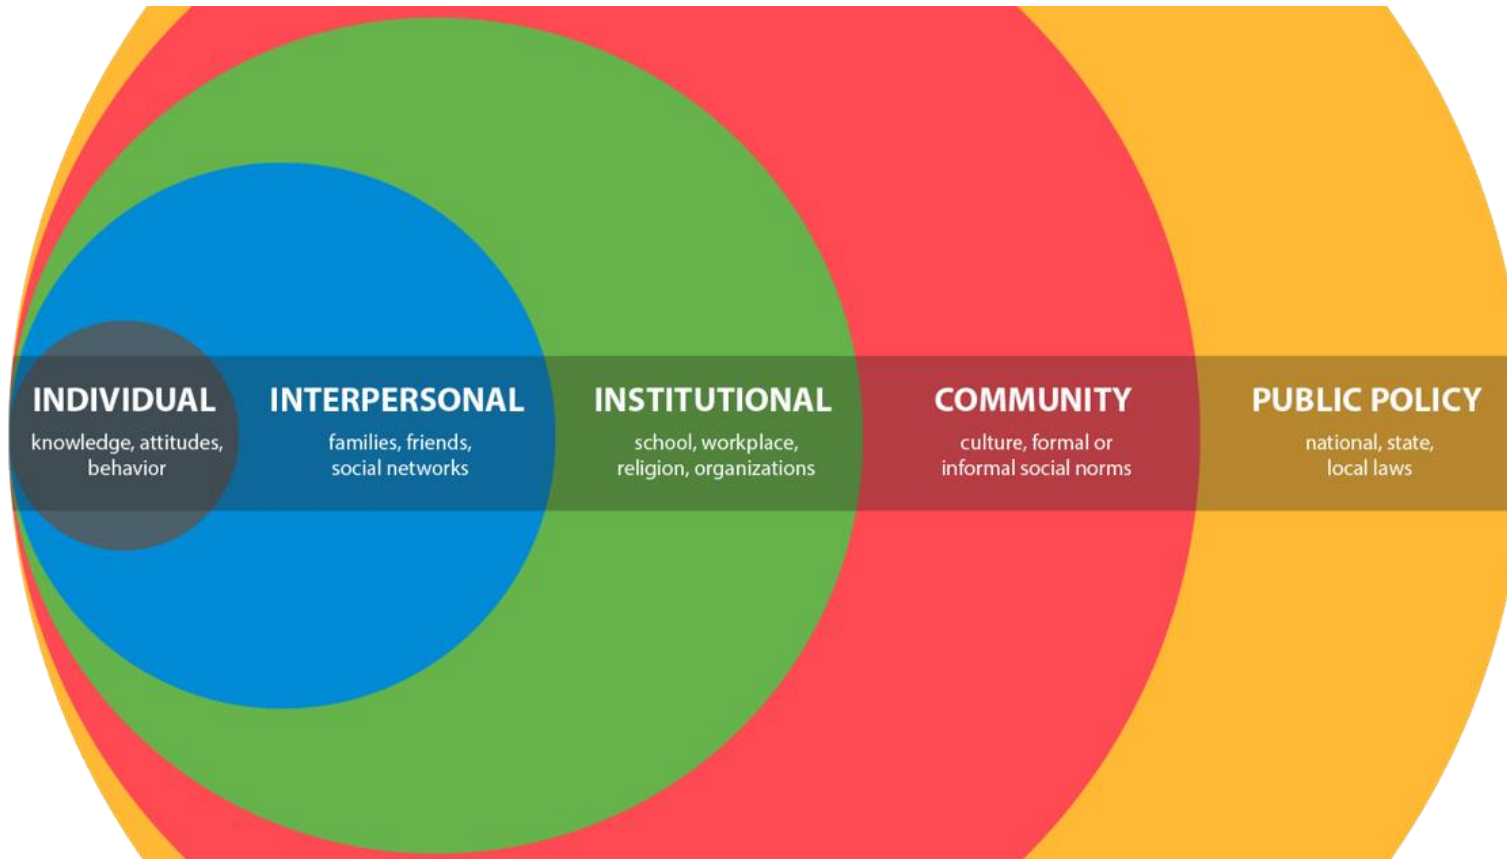 INDIVIDUAL
knowledge, attitudes,
behavior
INTERPERSONAL
families, friends,
social networks
INSTITUTIONAL
school, workplace,
religion, organizations
COMMUNITY
culture, formal or
informal social norms
PUBLIC POLICY
national, state,
local laws